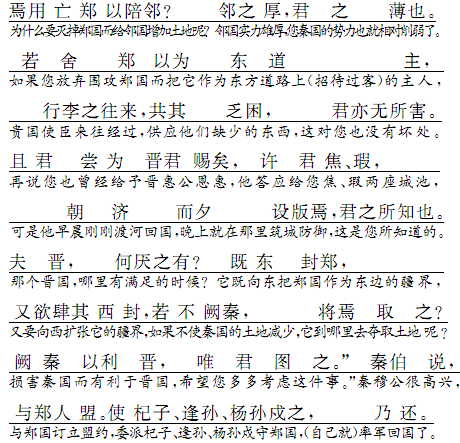 焉用亡郑以陪邻？邻之厚，君之薄也。
为什么要灭掉郑国而给邻国增加土地呢？邻国实力雄厚，您秦国的势力也就相对削弱了。
若舍郑以为东道主，
如果您放弃围攻郑国而把它作为东方道路上(招待过客)的主人，
行李之往来，共其乏困，君亦无所害。
贵国使臣来往经过，供应他们缺少的东西，这对您也没有坏处。
且君尝为晋君赐矣，许君焦、瑕，
再说您也曾经给予晋惠公恩惠，他答应给您焦、瑕两座城池，
朝济而夕设版焉，君之所知也。
可是他早晨刚刚渡河回国，晚上就在那里筑城防御，这是您所知道的。
夫晋，何厌之有？既东封郑，
那个晋国，哪里有满足的时候？它既向东把郑国作为东边的疆界，
又欲肆其西封，若不阙秦，将焉取之？
又要向西扩张它的疆界，如果不使秦国的土地减少，它到哪里去夺取土地呢？
阙秦以利晋，唯君图之。”秦伯说，
损害秦国而有利于晋国，希望您多多考虑这件事。”秦穆公很高兴，
与郑人盟。使杞子、逢孙、杨孙戍之，乃还。
与郑国订立盟约，委派杞子、逢孙、杨孙戍守郑国，(自己就)率军回国了。